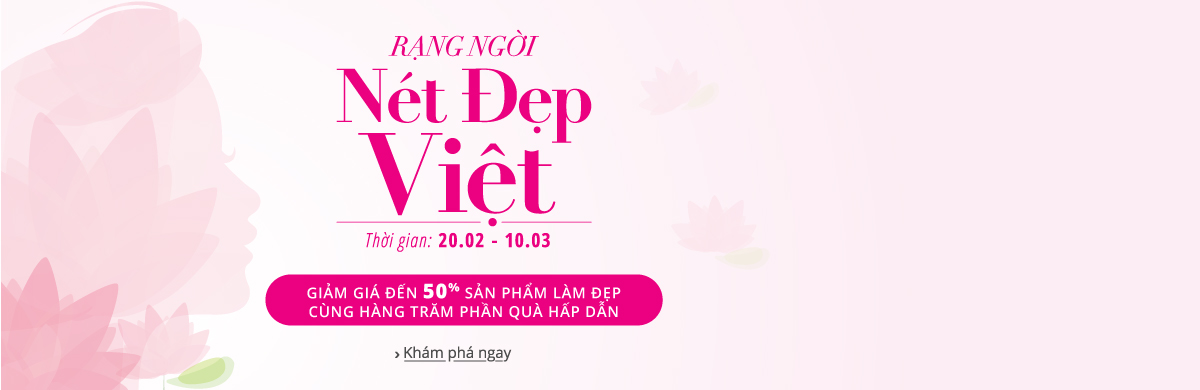 RẠNG NGỜI
Nét Đẹp
Việt
Thời gian: 20.02 - 10.03
GIẢM GIÁ ĐẾN 50% SẢN PHẨM LÀM ĐẸP
CÙNG HÀNG TRĂM PHẦN QUÀ HẤP DẪN
› Khám phá ngay